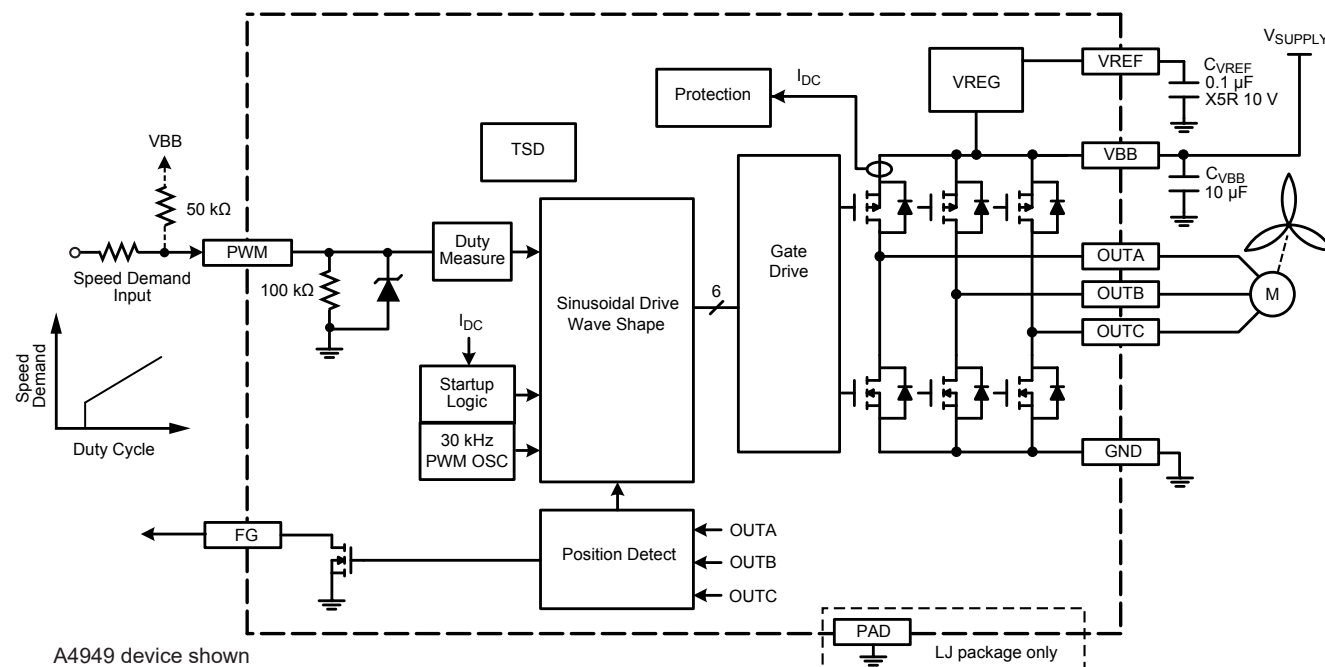 VSUPPLY
VREF
CVREF
0.1 µF
X5R 10 V
VREG
IDC
Protection
TSD
VBB
VBB
CVBB
10 µF
50 kΩ
PWM
Speed Demand
Input
100 kΩ
Duty
Measure
Sinusoidal Drive
Wave Shape
6
Gate
Drive
OUTA
OUTB
OUTC
M
IDC
Startup
Logic
30 kHz
PWM OSC
Speed
Demand
Duty Cycle
GND
FG
Position Detect
OUTA
OUTB
OUTC
PAD
LJ package only
A4949 device shown